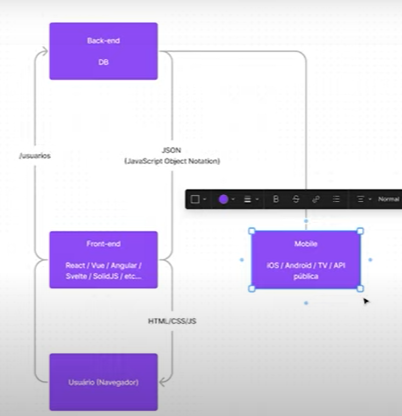 Back-end
DB
/usuarios
JSON
(JavaScript Object Notation)
B S Normal
Front-end
React / Vue / Angular /
Svelte / SolidJS / etc...
Mobile
iOS / Android / TV / API
pública
HTML/CSS/JS
Usuário (Navegador)